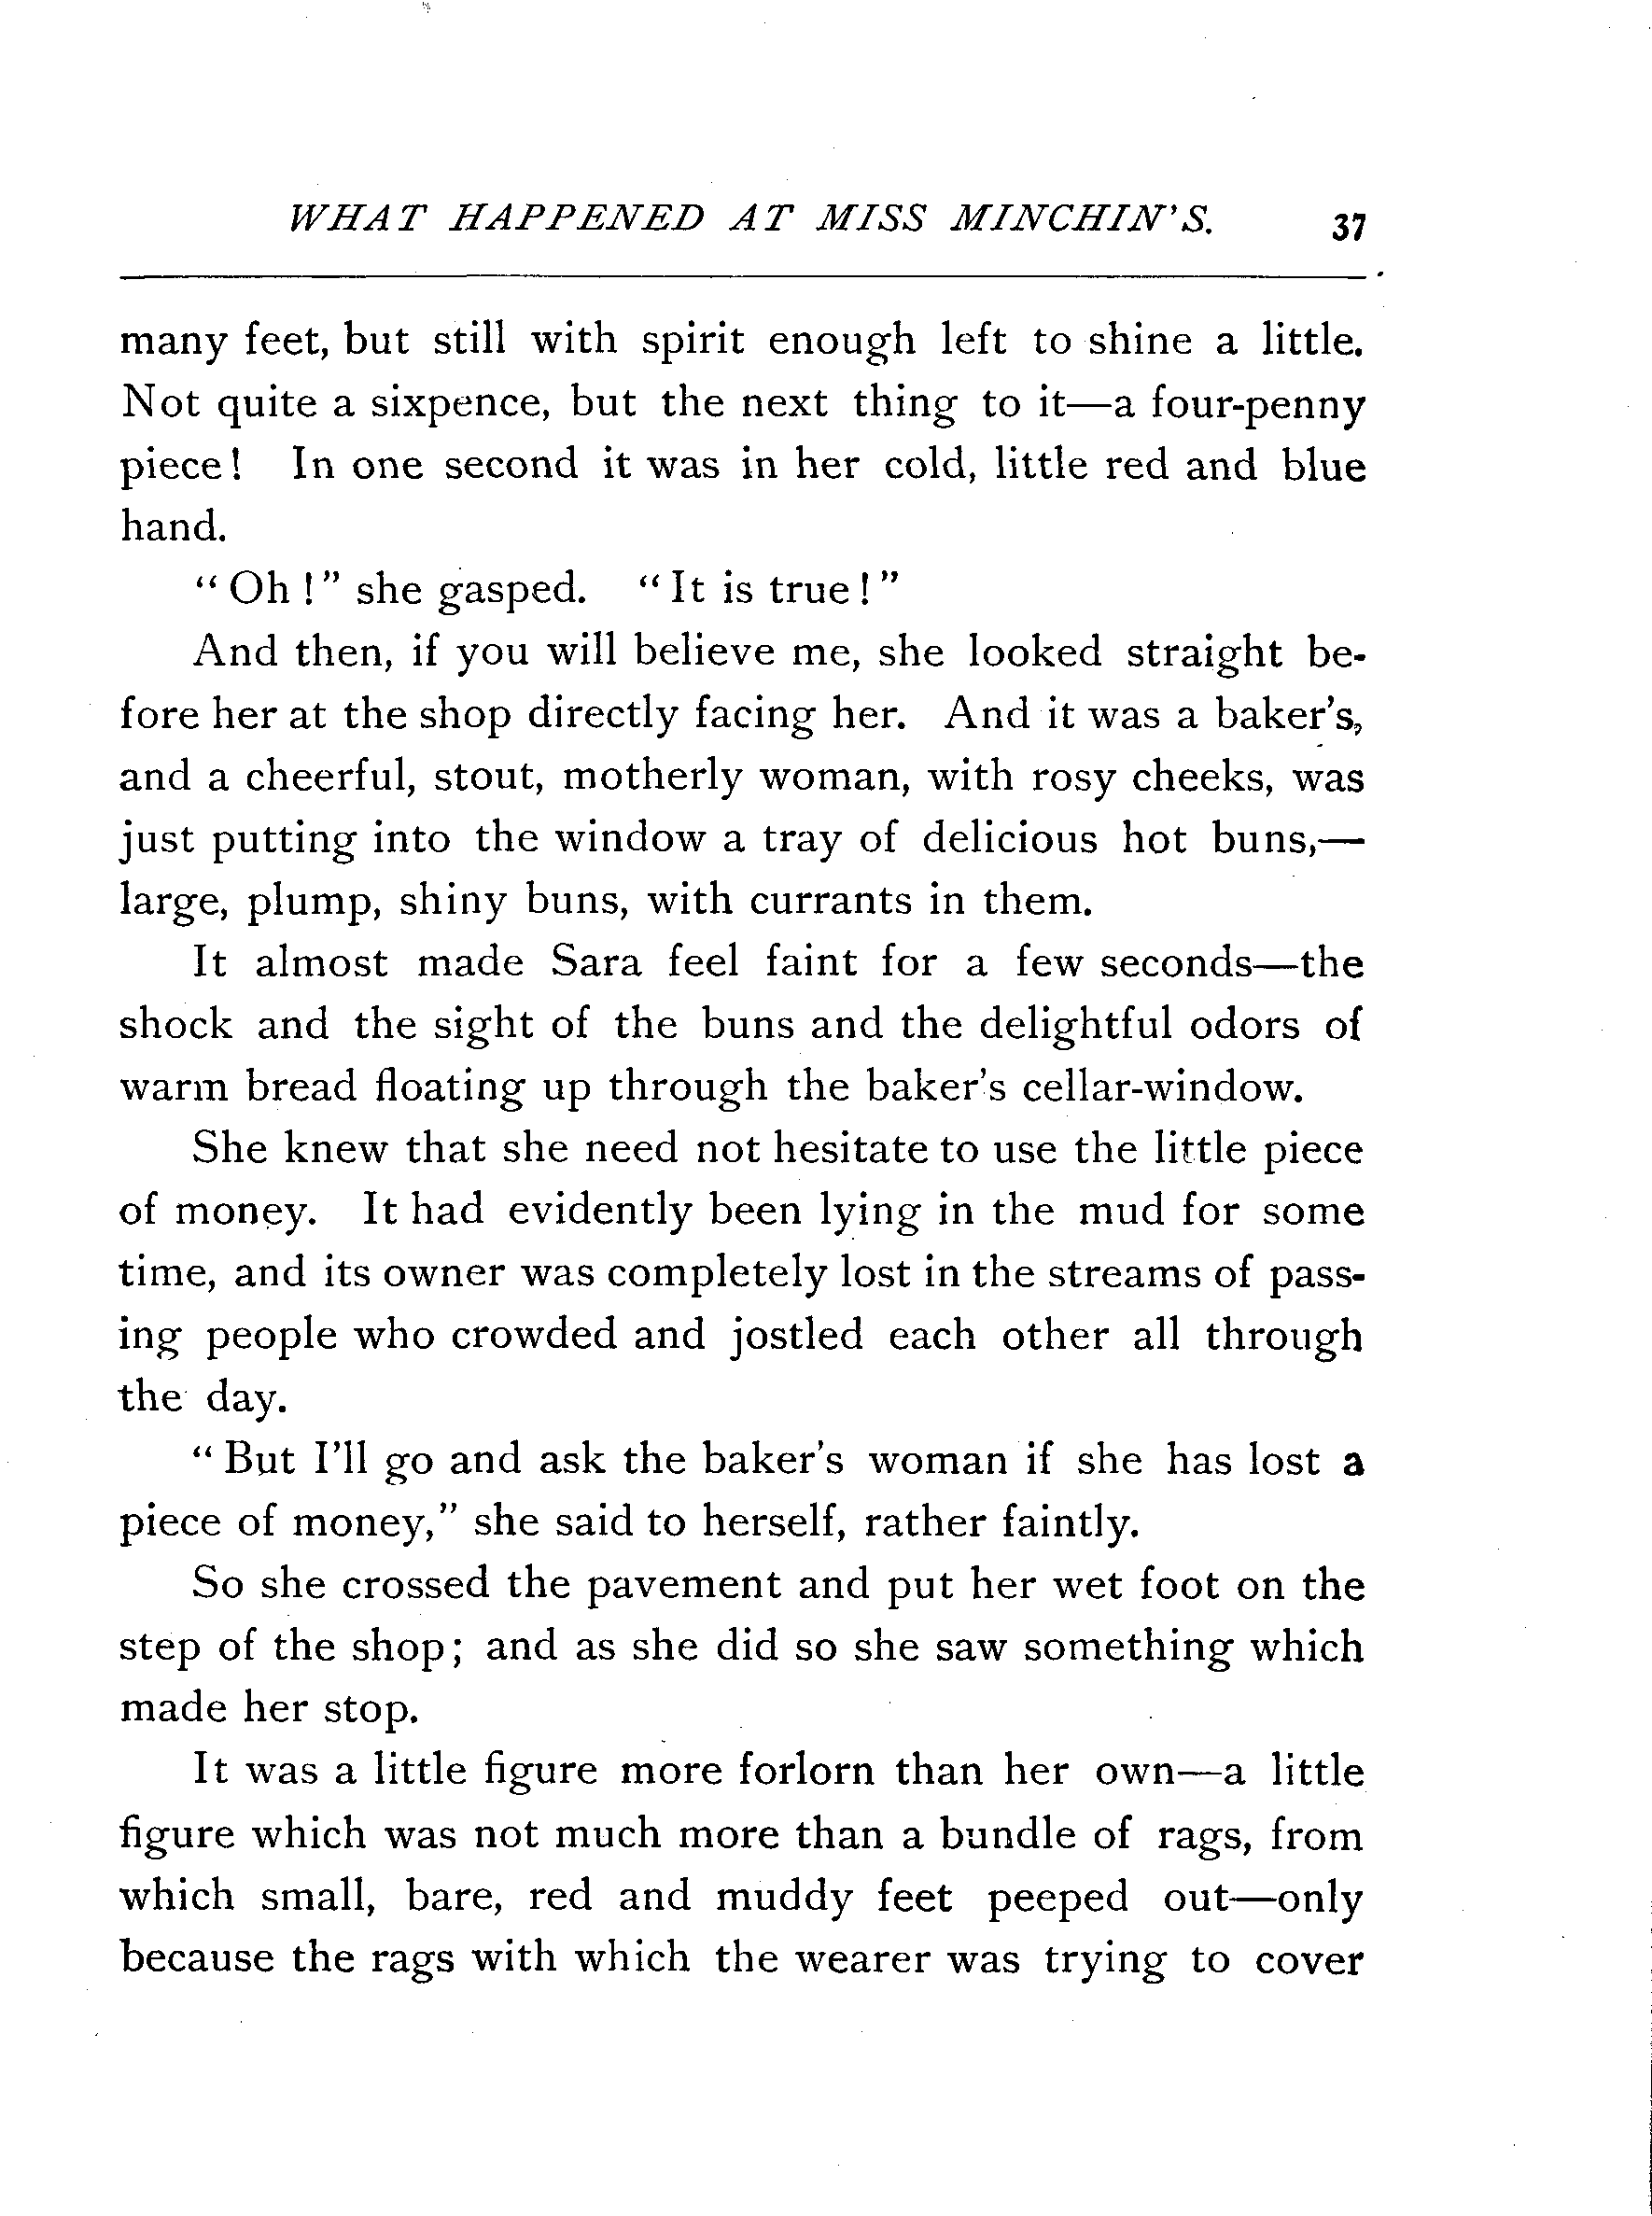 WHAT HAPPENED AT MISS MINCHIN'S. 37
many feet, but still with spirit enough left to shine a little.
Not quite a sixpence, but the next thing to it—a four-penny
piece! In one second it was in her cold, little red and blue
hand.
"Oh!" she gasped. "It is true!"
And then, if you will believe me, she looked straight be-
fore her at the shop directly facing her. And it was a baker's,
and a cheerful, stout, motherly woman, with rosy cheeks, was
just putting into the window a tray of delicious hot buns,—
large, plump, shiny buns, with currants in them.
It almost made Sara feel faint for a few seconds—the
shock and the sight of the buns and the delightful odors of
warm bread floating up through the baker's cellar-window.
She knew that she need not hesitate to use the little piece
of money. It had evidently been lying in the mud for some
time, and its owner was completely lost in the streams of pass-
ing people who crowded and jostled each other all through
the day.
"But I'll go and ask the baker's woman if she has lost a
piece of money," she said to herself, rather faintly.
So she crossed the pavement and put her wet foot on the
step of the shop; and as she did so she saw something which
made her stop.
It was a little figure more forlorn than her own—a little
figure which was not much more than a bundle of rags, from
which small, bare, red and muddy feet peeped out—only
because the rags with which the wearer was trying to cover